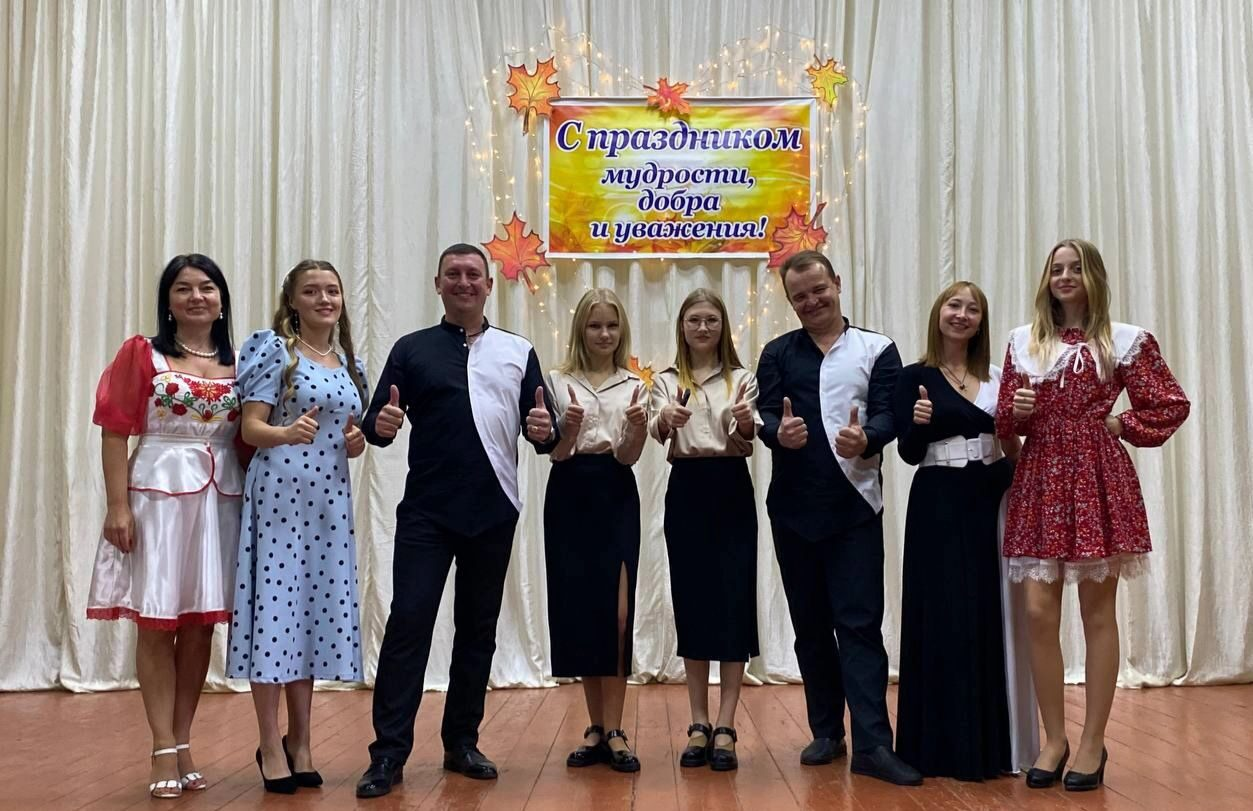 С праздником
мудрости,
добра
и уважения!